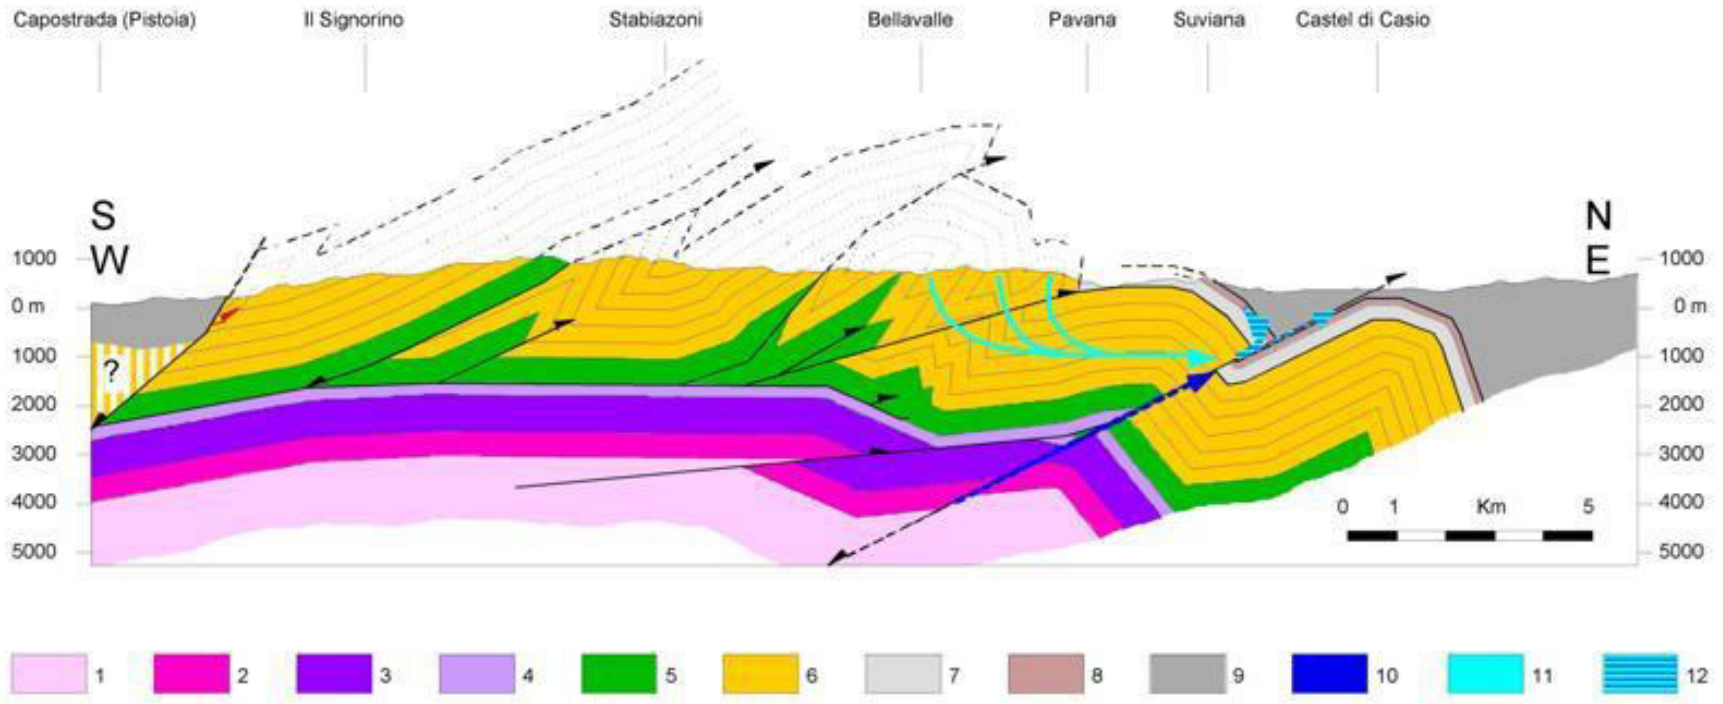 Capostrada (Pistoia) Il Signorino Stabiazoni Bellavalle Pavana Suviana Castel di Casio
S
W
N
E
1000
0 m
1000
2000
3000
4000
5000
?
1000
0 m
1000
2000
3000
4000
5000
0 1 Km 5
1 2 3 4 5 6 7 8 9 10 11 12